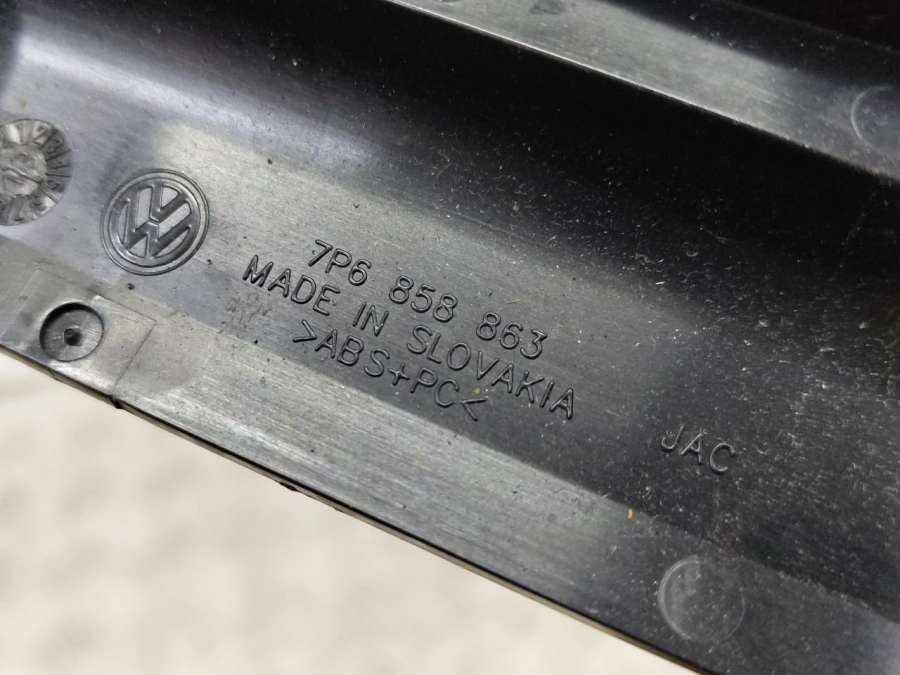 7P6 858 863
MADE IN SLOVAKIA
>ABS+PC<
JAC